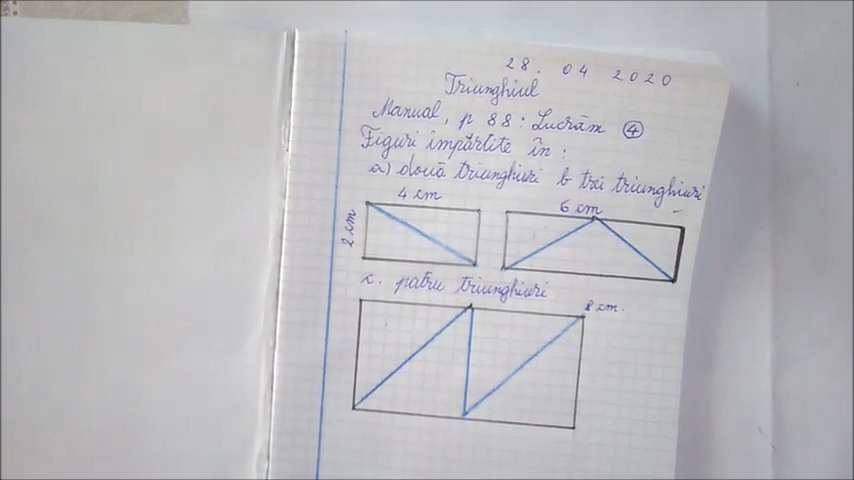 28. 04 2020
Triunghiul
Manual, p 88: Lucrăm 4
Figuri împărțite în:
a) două triunghiuri b trei triunghiuri
4 cm 6 cm
2 cm
c. patru triunghiuri
8 cm.